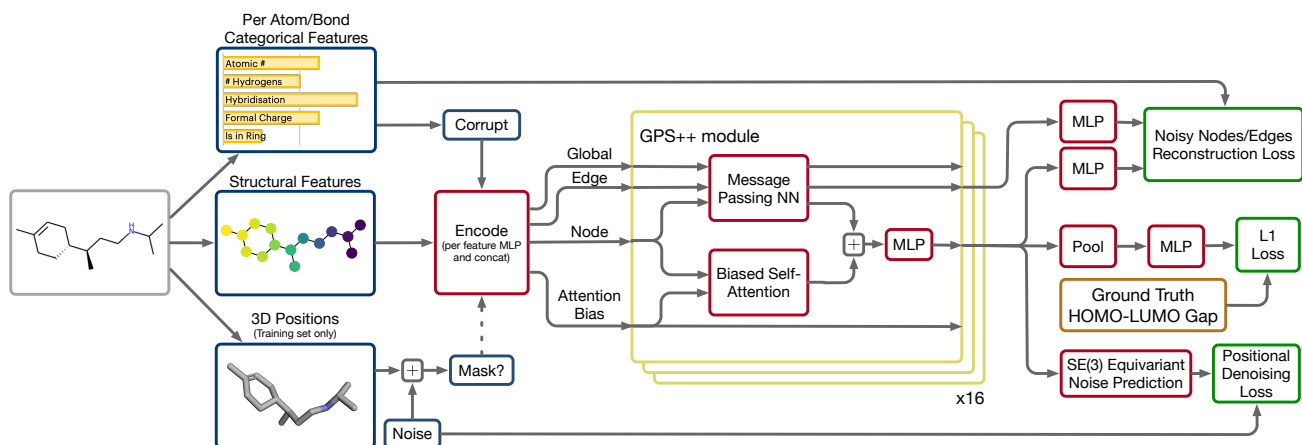 Per Atom/Bond
Categorical Features
Atomic #
# Hydrogens
Hybridisation
Formal Charge
Is in Ring
Structural Features
3D Positions
(Training set only)
N
H
Corrupt
Encode
(per feature MLP
and concat)
+
Mask?
Noise
Global
Edge
Node
Attention
Bias
GPS++ module
Message
Passing NN
Biased Self-
Attention
+
MLP
x16
MLP
MLP
Noisy Nodes/Edges
Reconstruction Loss
Pool
MLP
L1
Loss
Ground Truth
HOMO-LUMO Gap
SE(3) Equivariant
Noise Prediction
Positional
Denoising
Loss